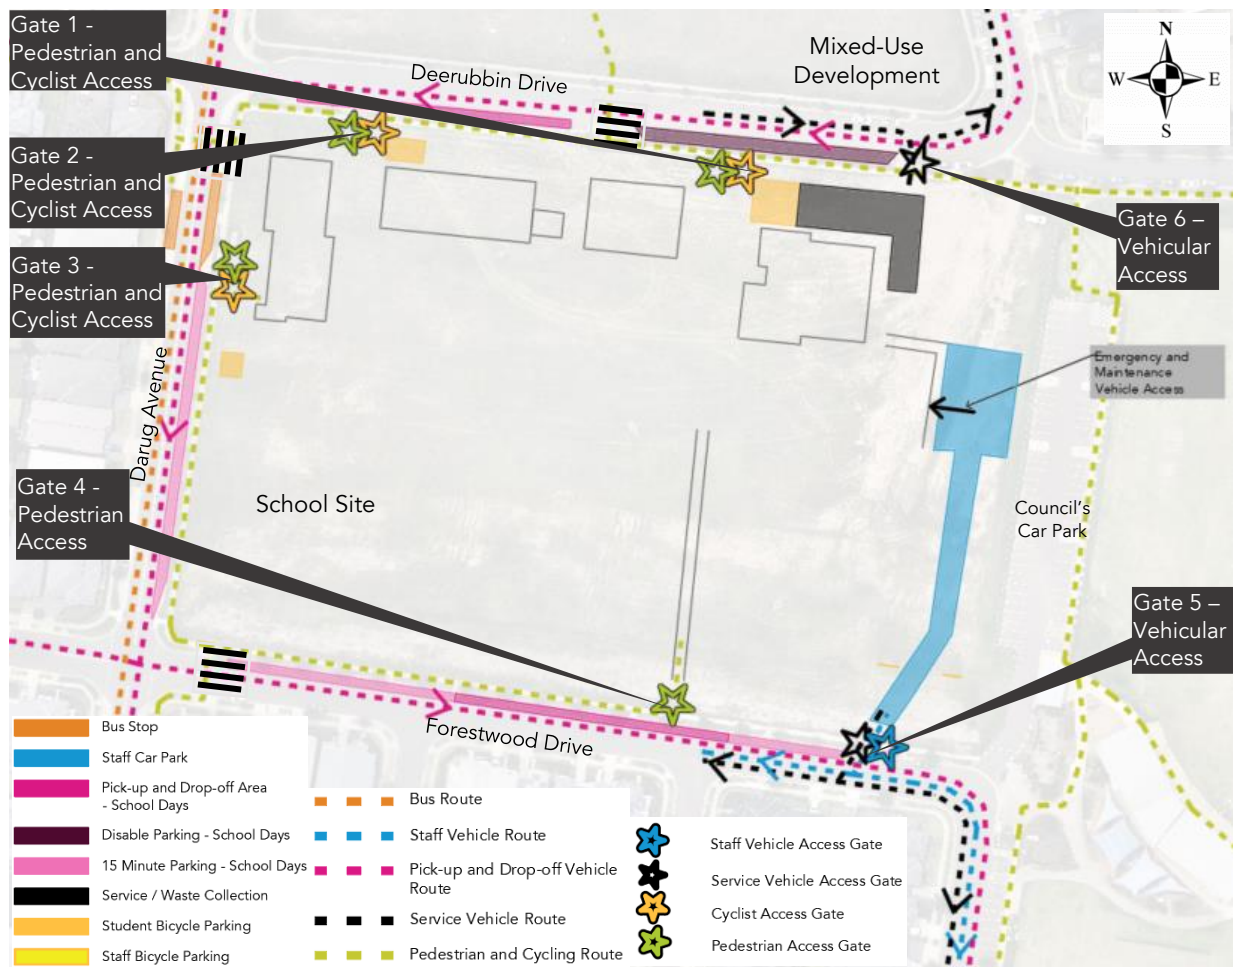 Gate 1 -
Pedestrian and
Cyclist Access
Deerubbin Drive
Mixed-Use
Development
N
W
E
S
Gate 2 -
Pedestrian and
Cyclist Access
Gate 6 –
Vehicular
Access
Gate 3 -
Pedestrian and
Cyclist Access
Emergency and
Maintenance
Vehicle Access
Darug Avenue
Gate 4 -
Pedestrian
Access
School Site
Council's
Car Park
Gate 5 –
Vehicular
Access
Forestwood Drive
Bus Stop
Staff Car Park
Pick-up and Drop-off Area
- School Days
Disable Parking - School Days
15 Minute Parking - School Days
Service / Waste Collection
Student Bicycle Parking
Staff Bicycle Parking
Bus Route
Staff Vehicle Route
Pick-up and Drop-off Vehicle
Route
Service Vehicle Route
Pedestrian and Cycling Route
Staff Vehicle Access Gate
Service Vehicle Access Gate
Cyclist Access Gate
Pedestrian Access Gate